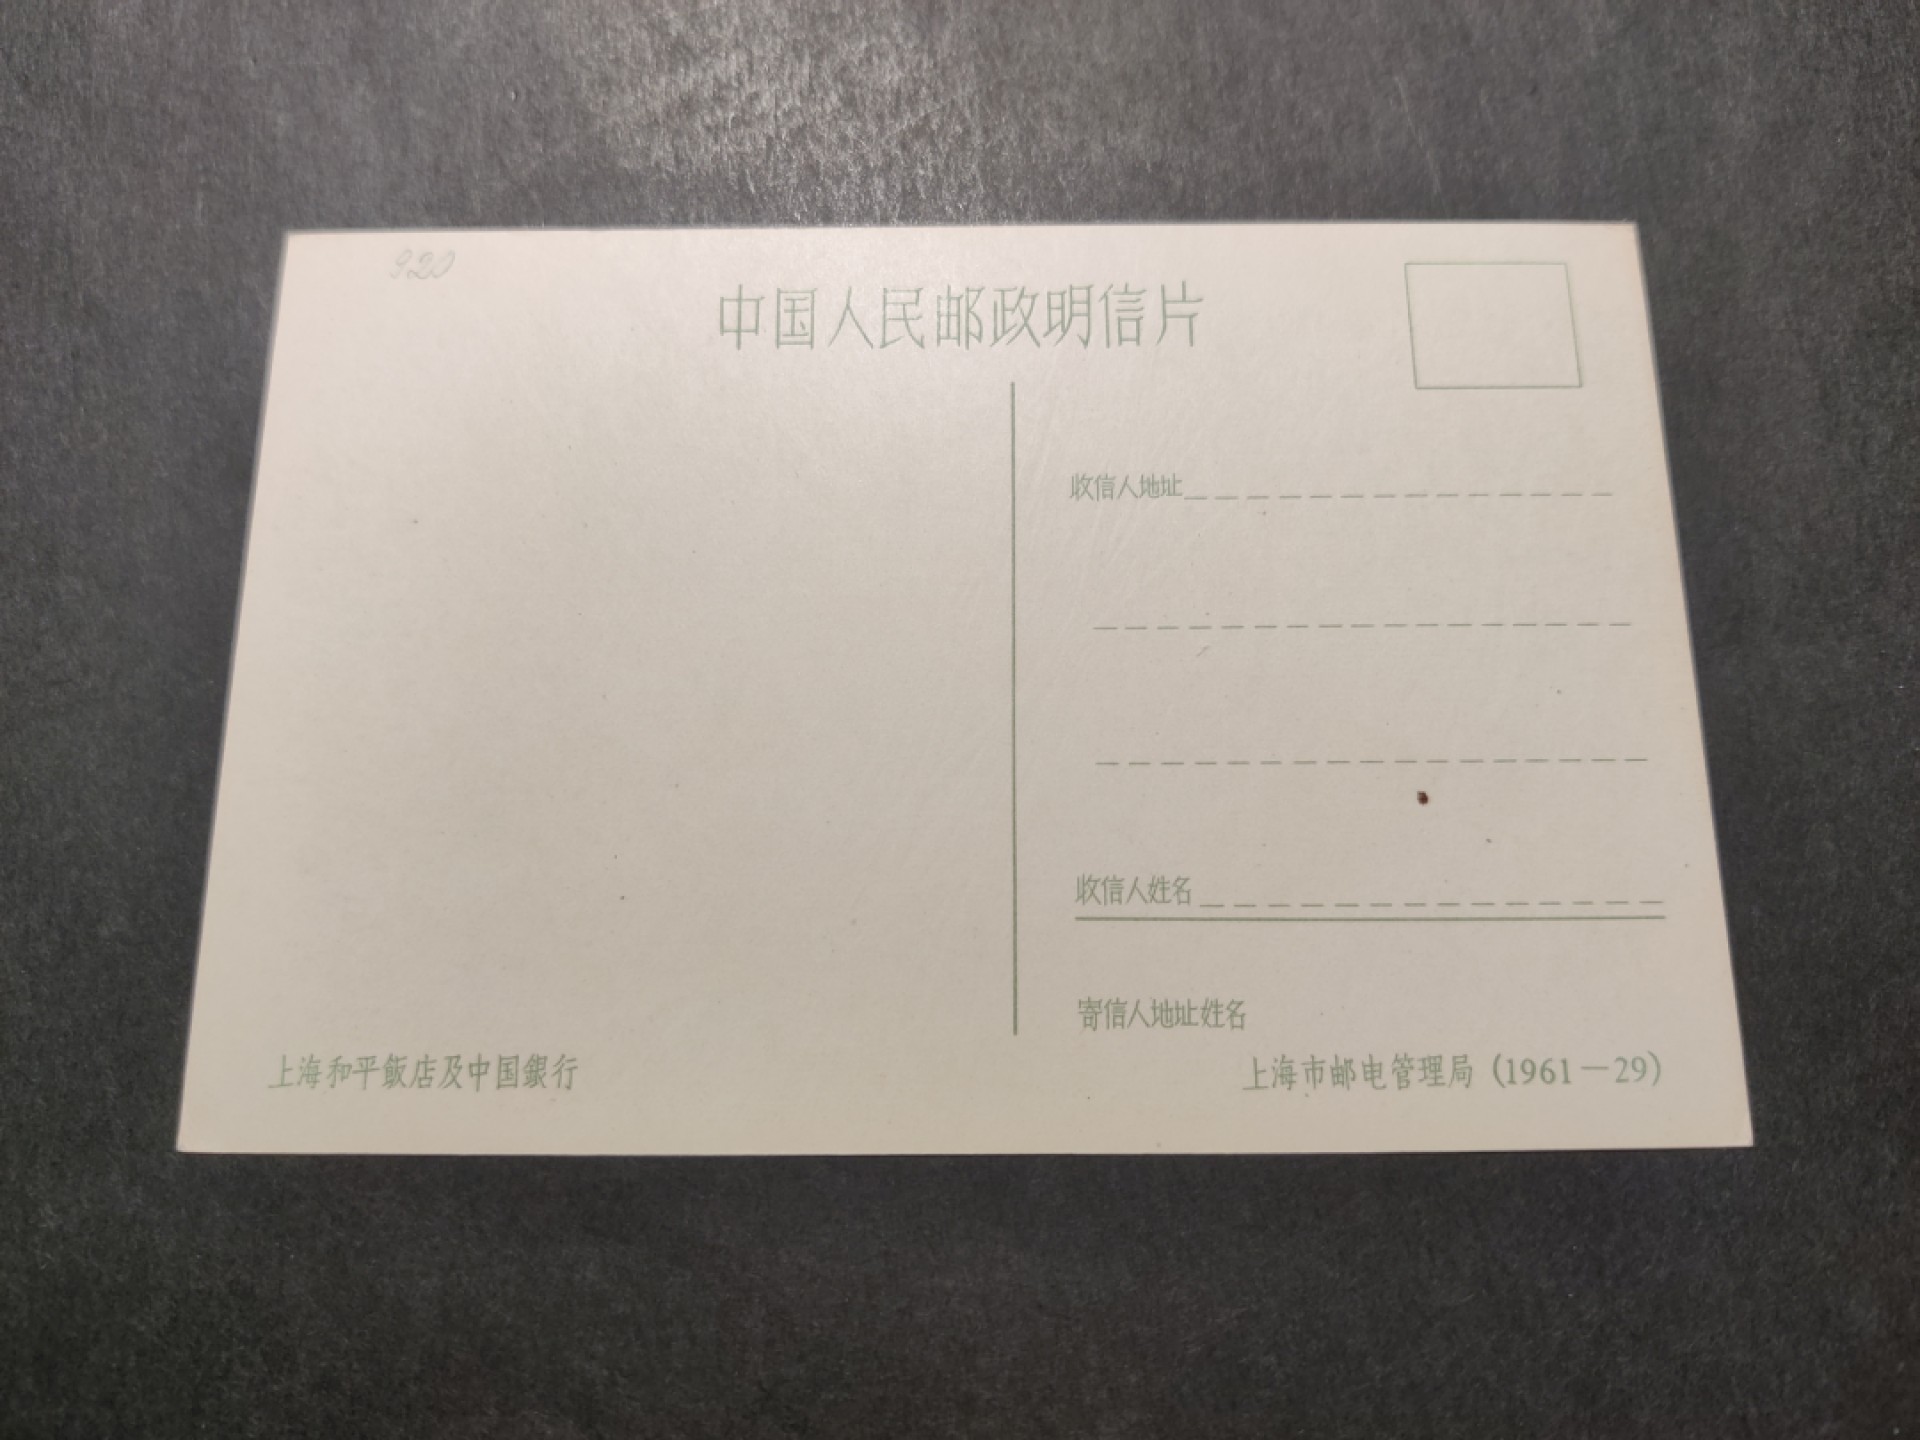 920
中国人民邮政明信片
收信人地址
收信人姓名
寄信人地址姓名
上海和平飯店及中国銀行
上海市邮电管理局 (1961—29)